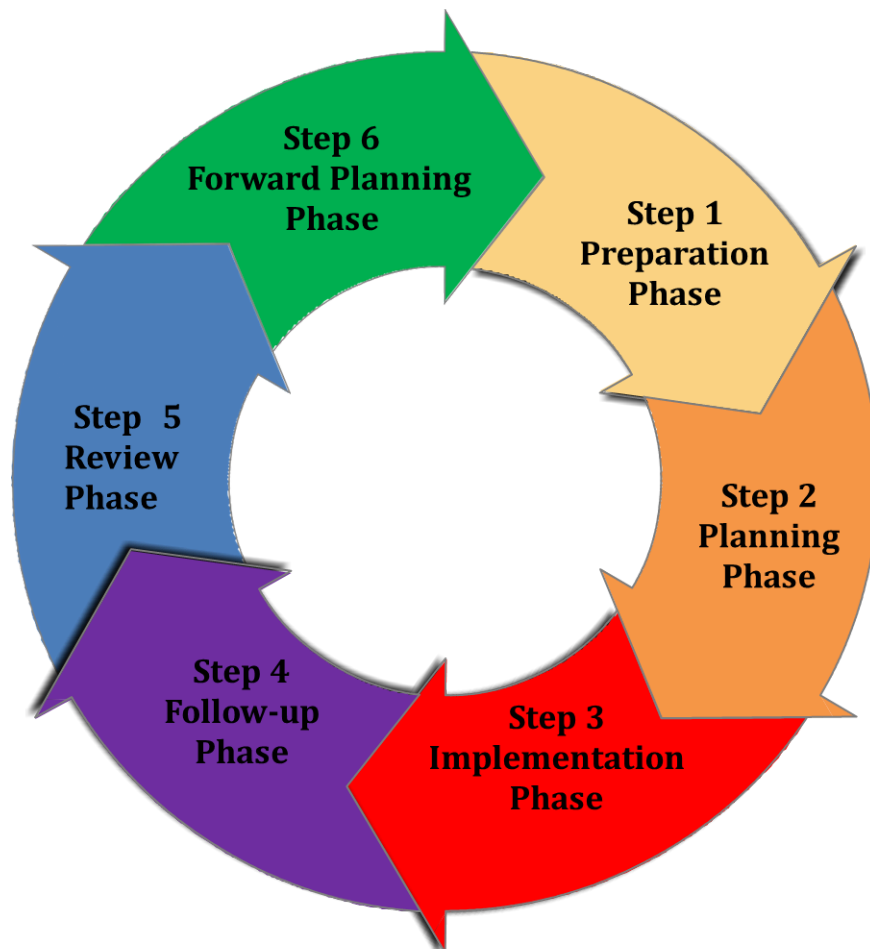 Step 1
Preparation
Phase
Step 2
Planning
Phase
Step 3
Implementation
Phase
Step 4
Follow-up
Phase
Step 5
Review
Phase
Step 6
Forward Planning
Phase